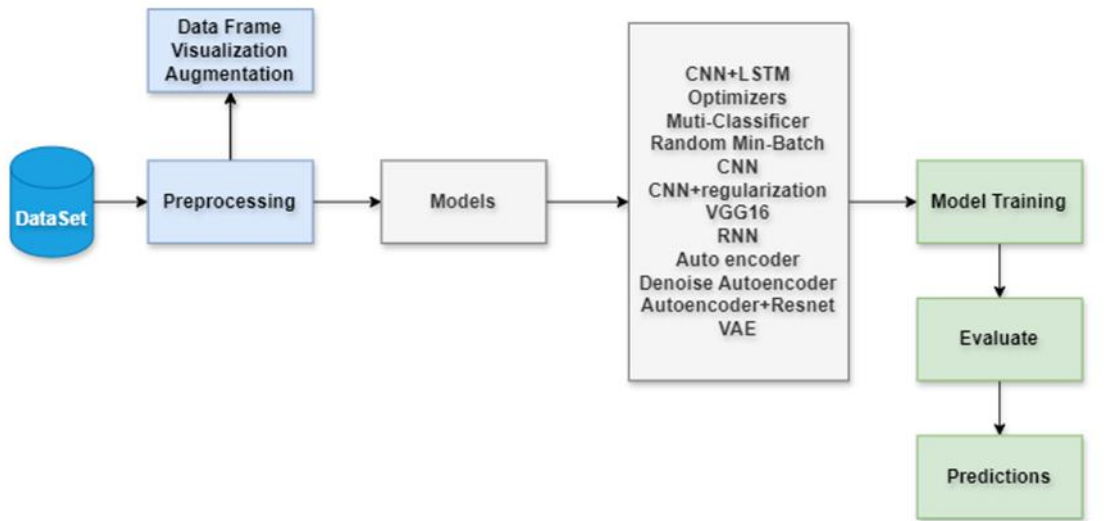 Data Frame
Visualization
Augmentation
DataSet
Preprocessing
Models
CNN+LSTM
Optimizers
Muti-Classificer
Random Min-Batch
CNN
CNN+regularization
VGG16
RNN
Auto encoder
Denoise Autoencoder
Autoencoder+Resnet
VAE
Model Training
Evaluate
Predictions